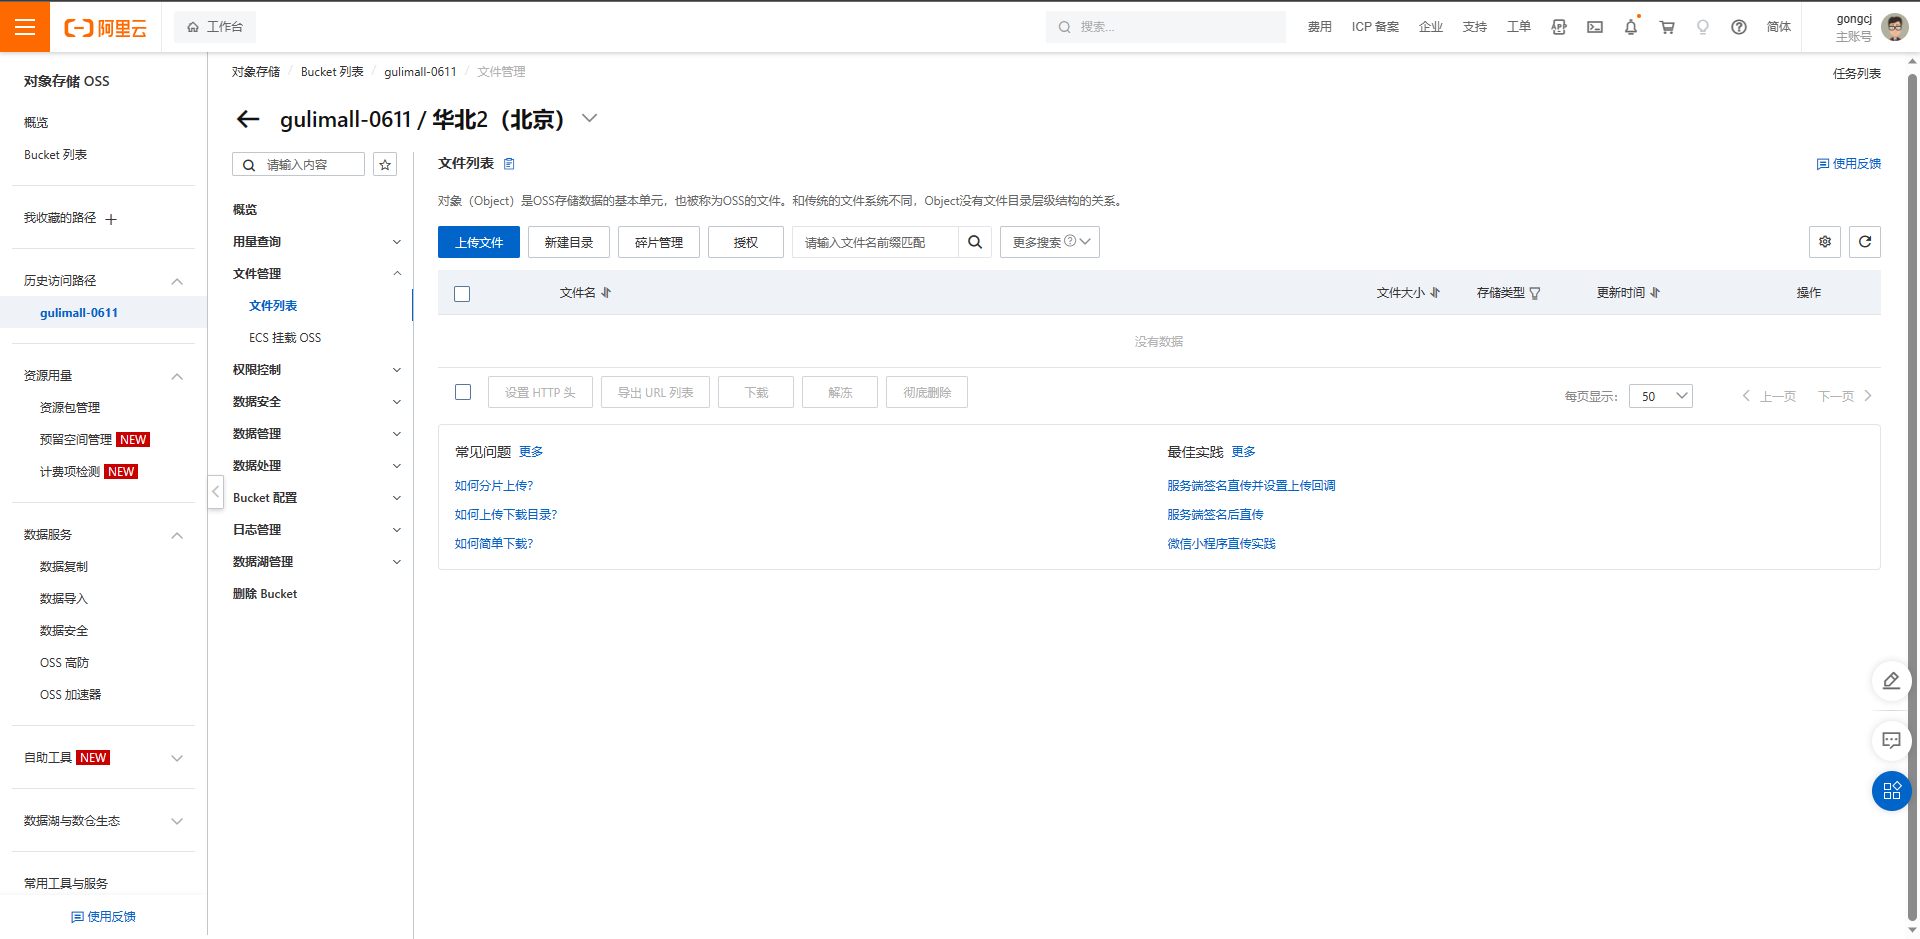 阿里云
工作台
搜索...
费用
ICP 备案
企业
支持
工单
简体
gongcj
主账号
对象存储 OSS
概览
Bucket 列表
我收藏的路径
历史访问路径
gulimall-0611
资源用量
资源包管理
预留空间管理 NEW
计费项检测 NEW
数据服务
数据复制
数据导入
数据安全
OSS 高防
OSS 加速器
自助工具 NEW
数据湖与数仓生态
常用工具与服务
使用反馈
对象存储 / Bucket 列表 / gulimall-0611 / 文件管理
任务列表
gulimall-0611 / 华北2（北京）
请输入内容
概览
用量查询
文件管理
文件列表
ECS 挂载 OSS
权限控制
数据安全
数据管理
数据处理
Bucket 配置
日志管理
数据湖管理
删除 Bucket
文件列表
使用反馈
对象（Object）是OSS存储数据的基本单元，也被称为OSS的文件。和传统的文件系统不同，Object没有文件目录层级结构的关系。
上传文件 新建目录 碎片管理 授权 请输入文件名前缀匹配 更多搜索
文件名 文件大小 存储类型 更新时间 操作
没有数据
设置 HTTP 头 导出 URL 列表 下载 解冻 彻底删除
每页显示： 50 上一页 下一页
常见问题 更多
如何分片上传?
如何上传下载目录?
如何简单下载?
最佳实践 更多
服务端签名直传并设置上传回调
服务端签名后直传
微信小程序直传实践